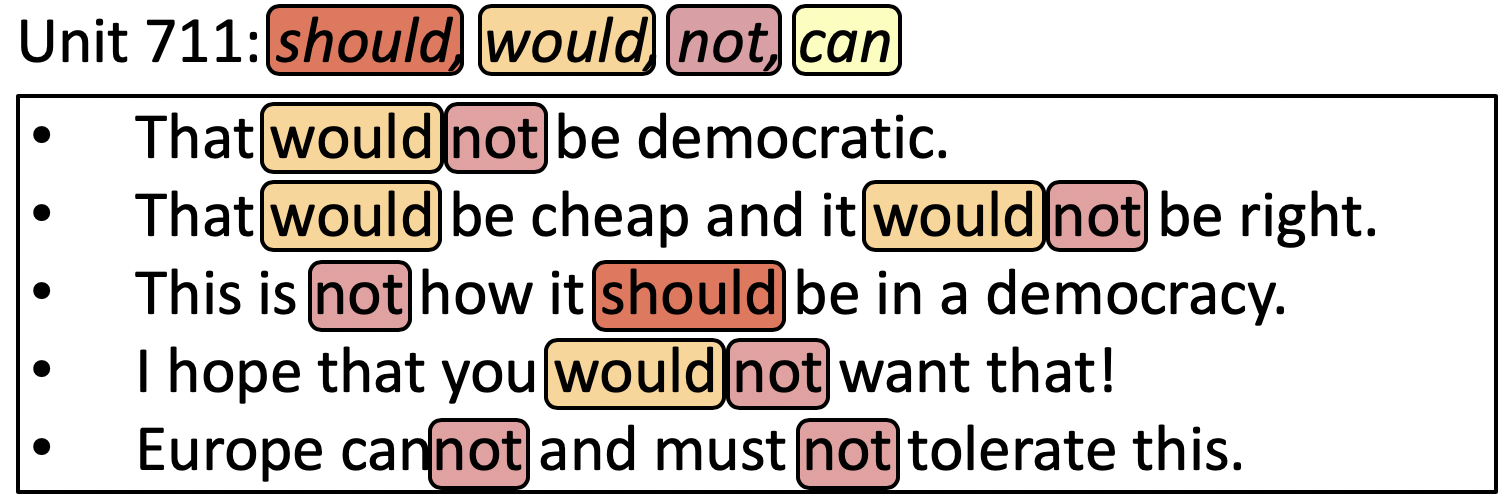 Unit 711: should, would, not, can
• That would not be democratic.
• That would be cheap and it would not be right.
• This is not how it should be in a democracy.
• I hope that you would not want that!
• Europe cannot and must not tolerate this.